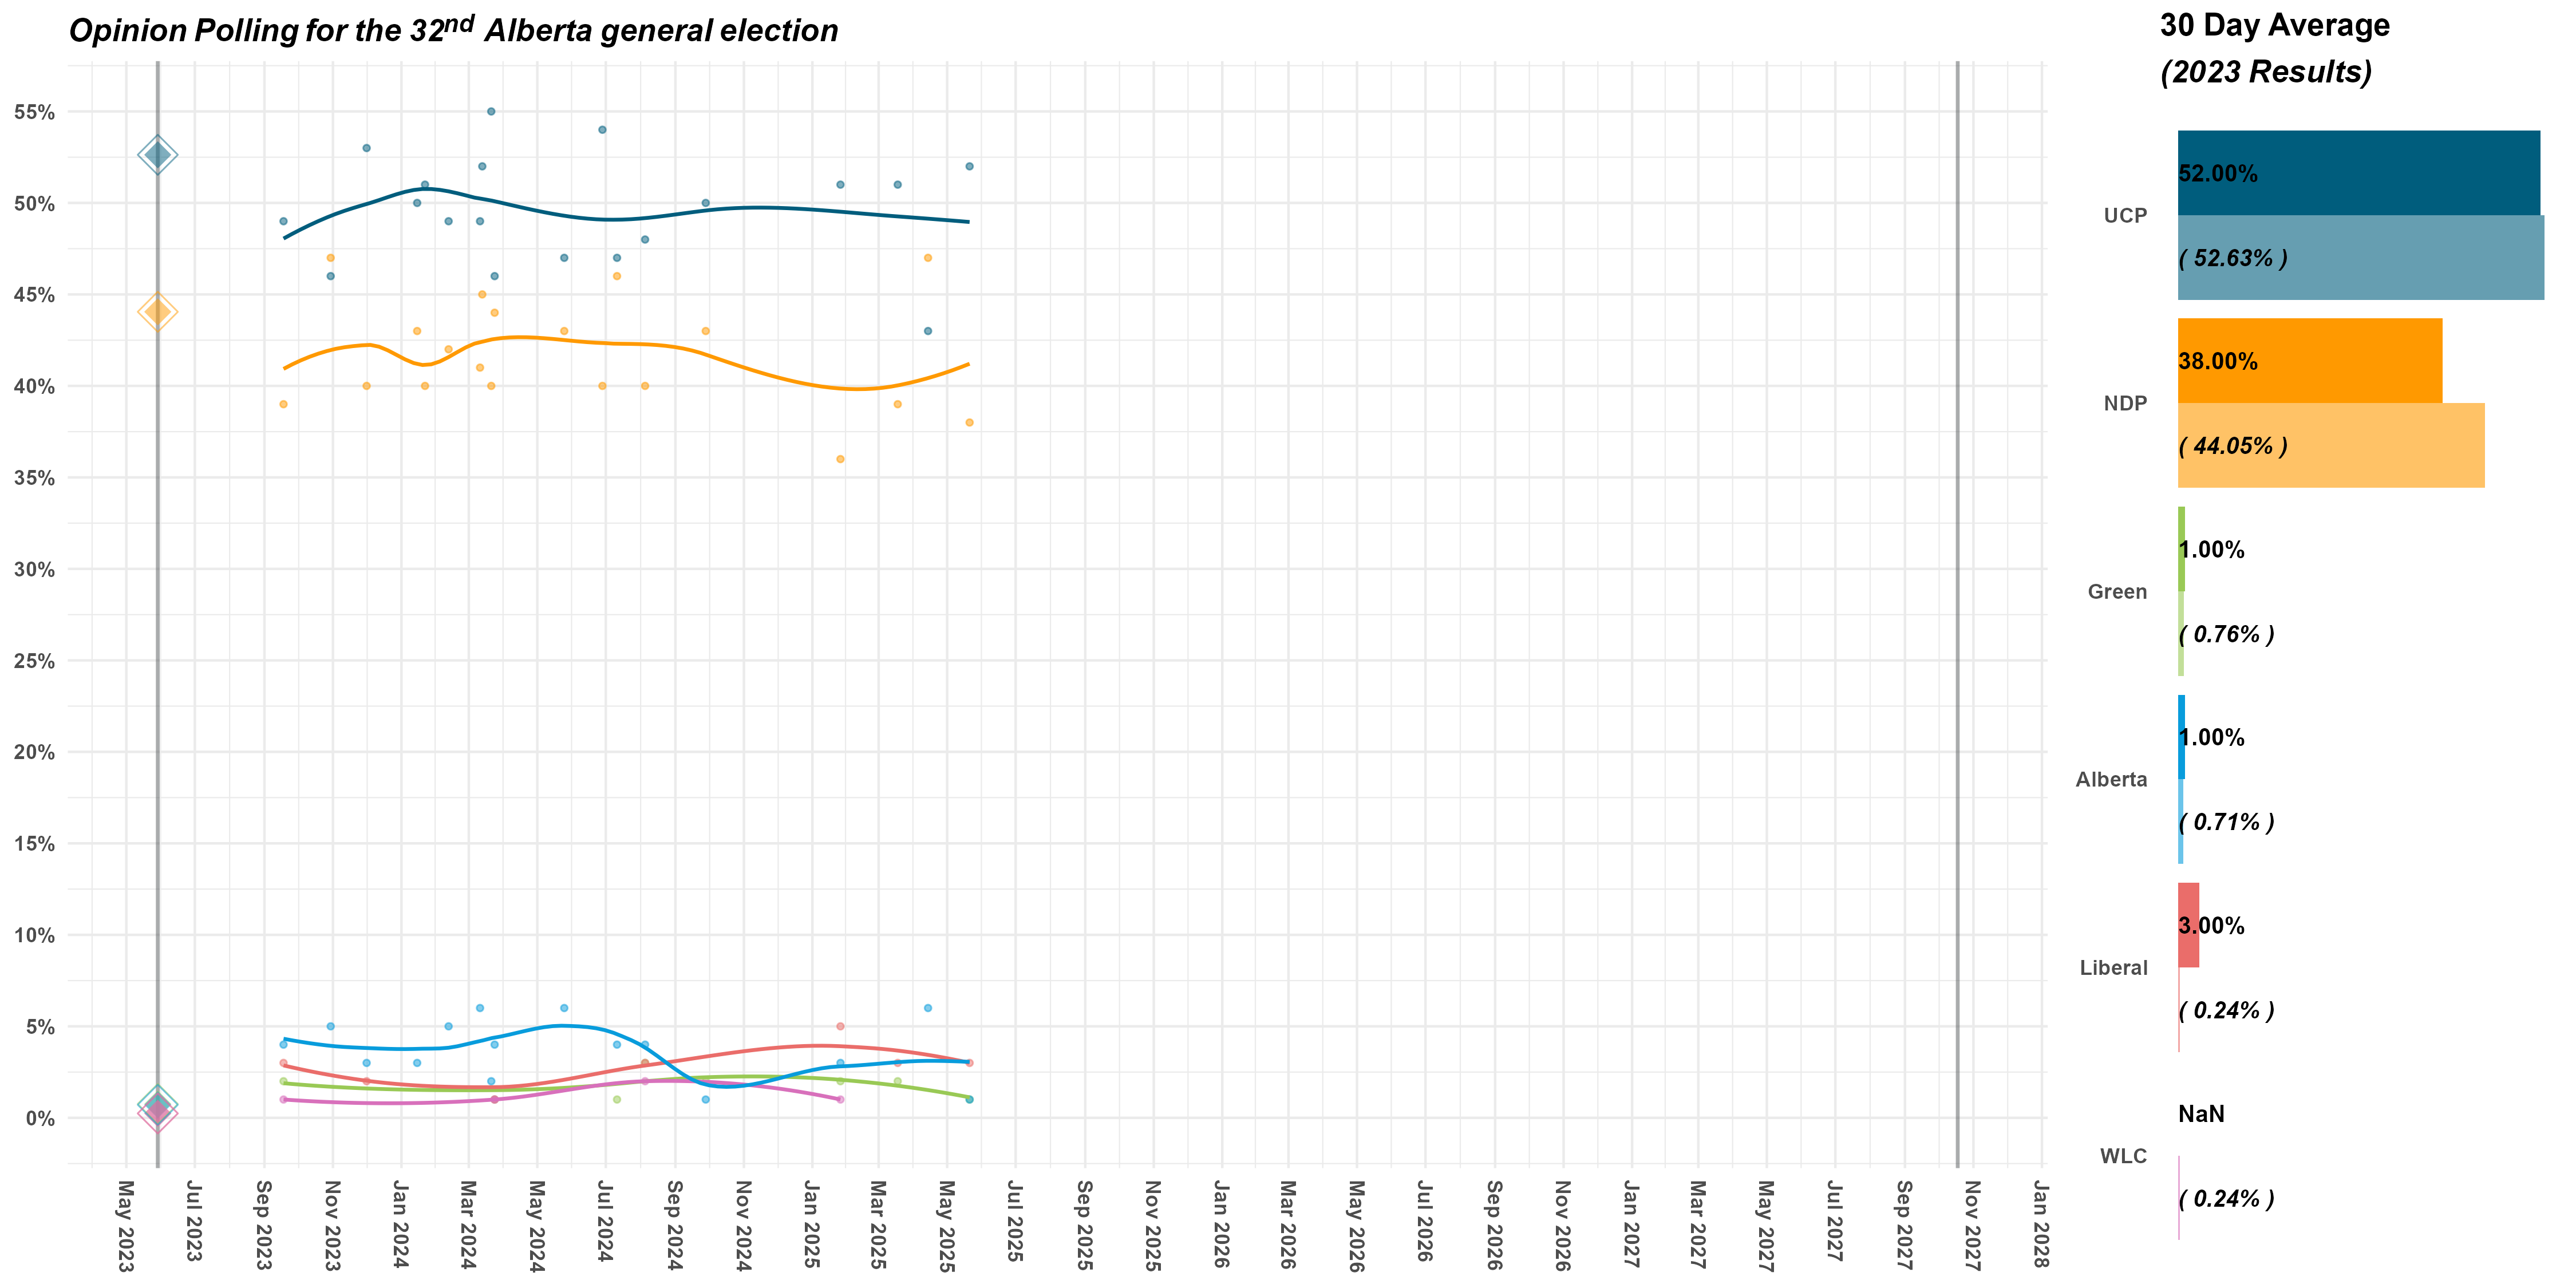 Opinion Polling for the 32nd Alberta general election
55%
50%
45%
40%
35%
30%
25%
20%
15%
10%
5%
0%
May 2023
Jul 2023
Sep 2023
Nov 2023
Jan 2024
Mar 2024
May 2024
Jul 2024
Sep 2024
Nov 2024
Jan 2025
Mar 2025
May 2025
Jul 2025
Sep 2025
Nov 2025
Jan 2026
Mar 2026
May 2026
Jul 2026
Sep 2026
Nov 2026
Jan 2027
Mar 2027
May 2027
Jul 2027
Sep 2027
Nov 2027
Jan 2028
30 Day Average
(2023 Results)
UCP
52.00%
( 52.63% )
NDP
38.00%
( 44.05% )
Green
1.00%
( 0.76% )
Alberta
1.00%
( 0.71% )
Liberal
3.00%
( 0.24% )
WLC
NaN
( 0.24% )